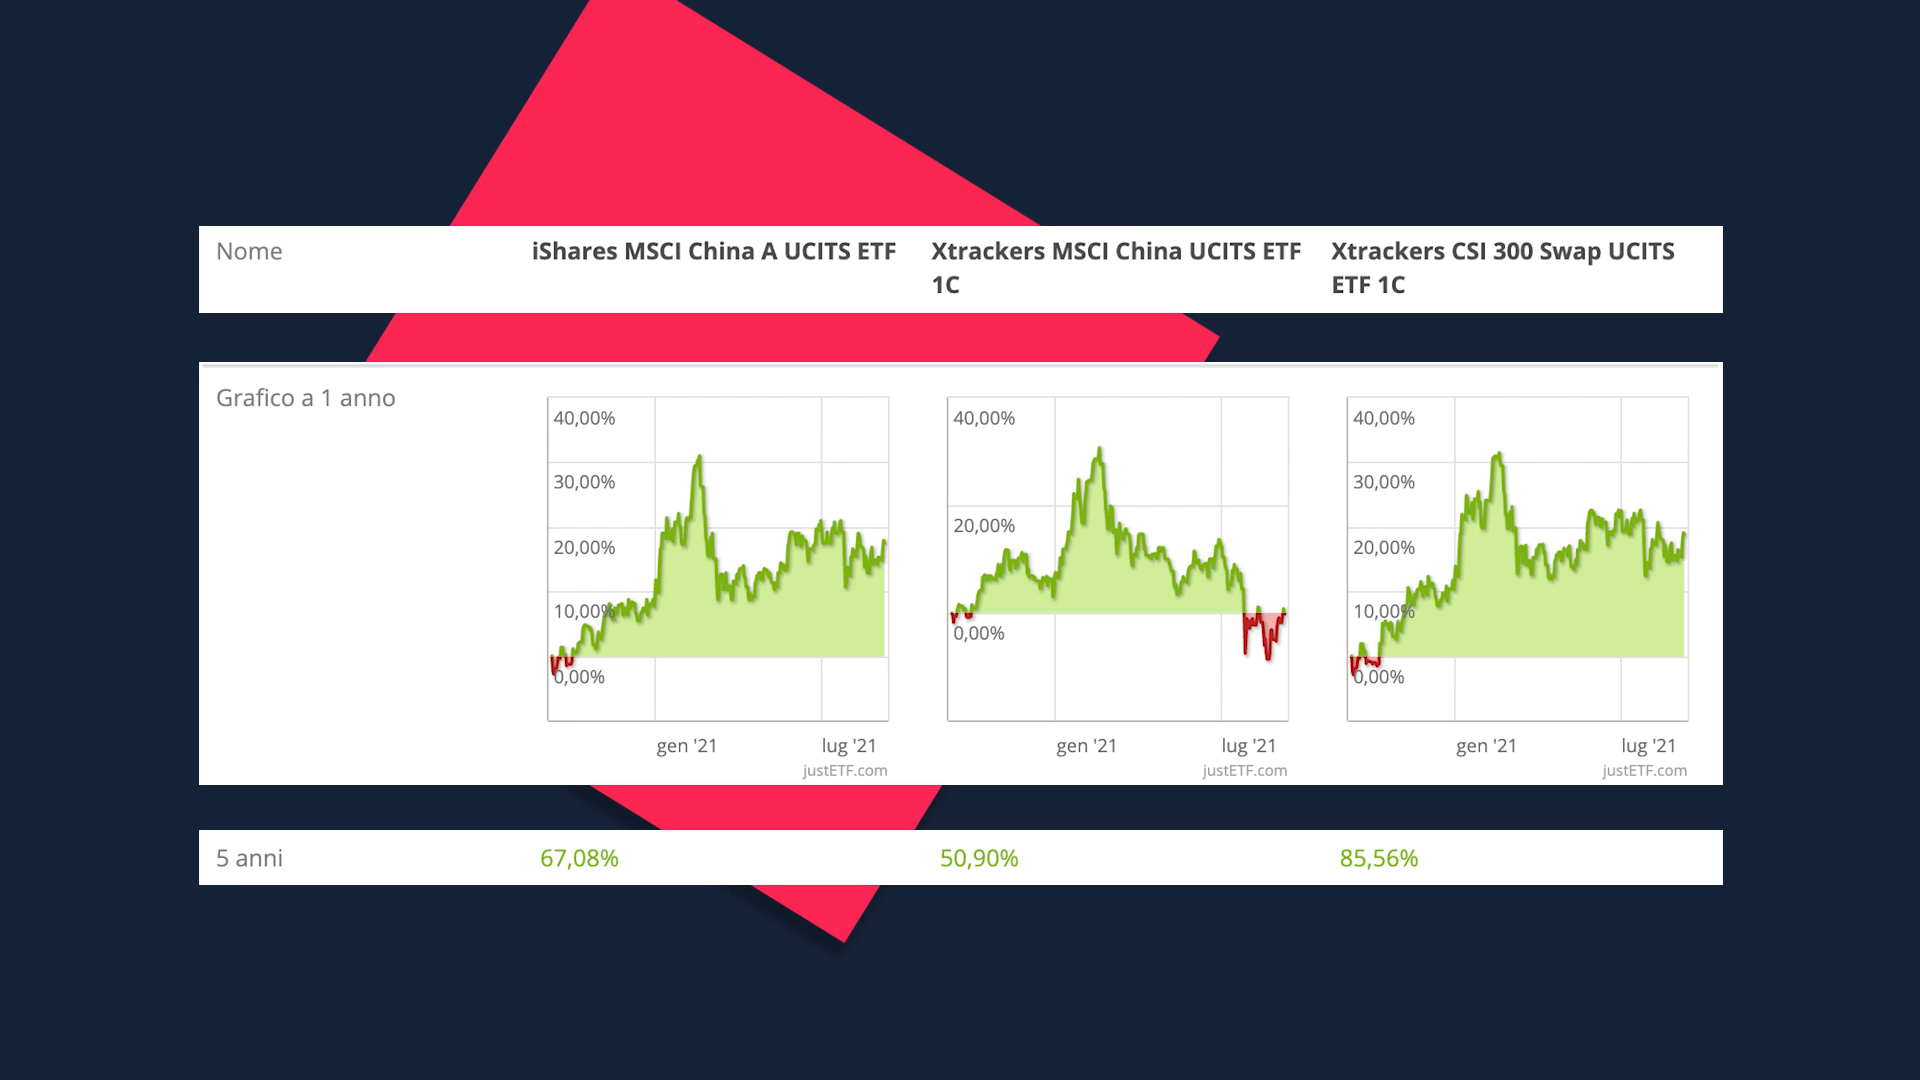 Nome
iShares MSCI China A UCITS ETF
Xtrackers MSCI China UCITS ETF
1C
Xtrackers CSI 300 Swap UCITS
ETF 1C
Grafico a 1 anno
40,00%
30,00%
20,00%
10,00%
0,00%
gen '21
lug '21
justETF.com
40,00%
20,00%
0,00%
gen '21
lug '21
justETF.com
40,00%
30,00%
20,00%
10,00%
0,00%
gen '21
lug '21
justETF.com
5 anni
67,08%
50,90%
85,56%